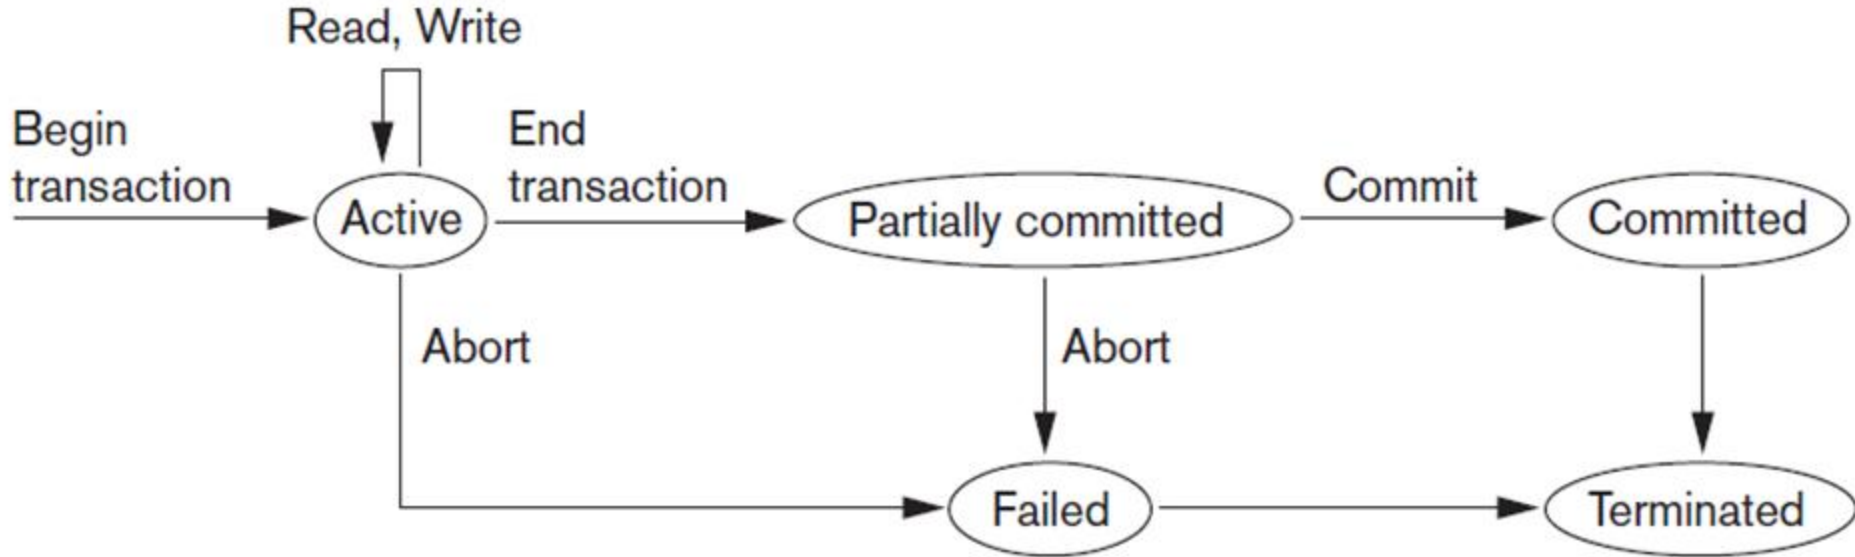 Read, Write
Begin
transaction
End
transaction
Active
Partially committed
Commit
Committed
Abort
Abort
Failed
Terminated